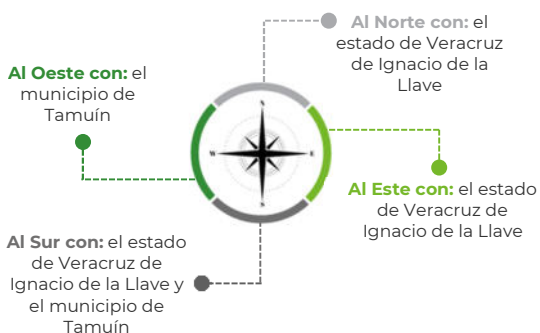 Al Norte con: el
estado de Veracruz
de Ignacio de la
Llave
Al Oeste con: el
municipio de
Tamuín
N
W
E
S
Al Este con: el estado
de Veracruz de
Ignacio de la Llave
Al Sur con: el estado
de Veracruz de
Ignacio de la Llave y
el municipio de
Tamuín